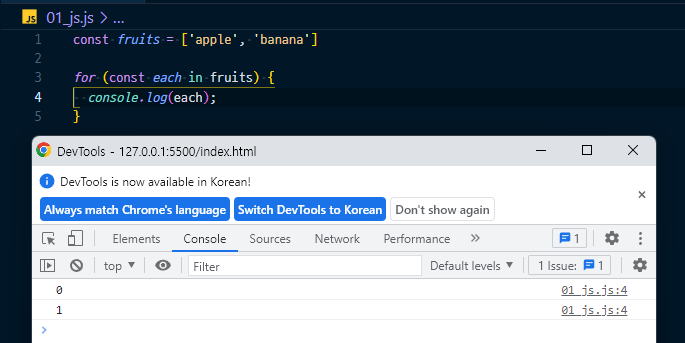 JS 01_js.js > ...
1 const fruits = ['apple', 'banana']
2
3 for (const each in fruits) {
4 console.log(each);
5 }
DevTools - 127.0.0.1:5500/index.html
DevTools is now available in Korean!
Always match Chrome's language Switch DevTools to Korean Don't show again
Elements Console Sources Network Performance » 1
top ▼ Filter Default levels ▼ 1 Issue: 1
0 01_js.js:4
1 01_js.js:4
>